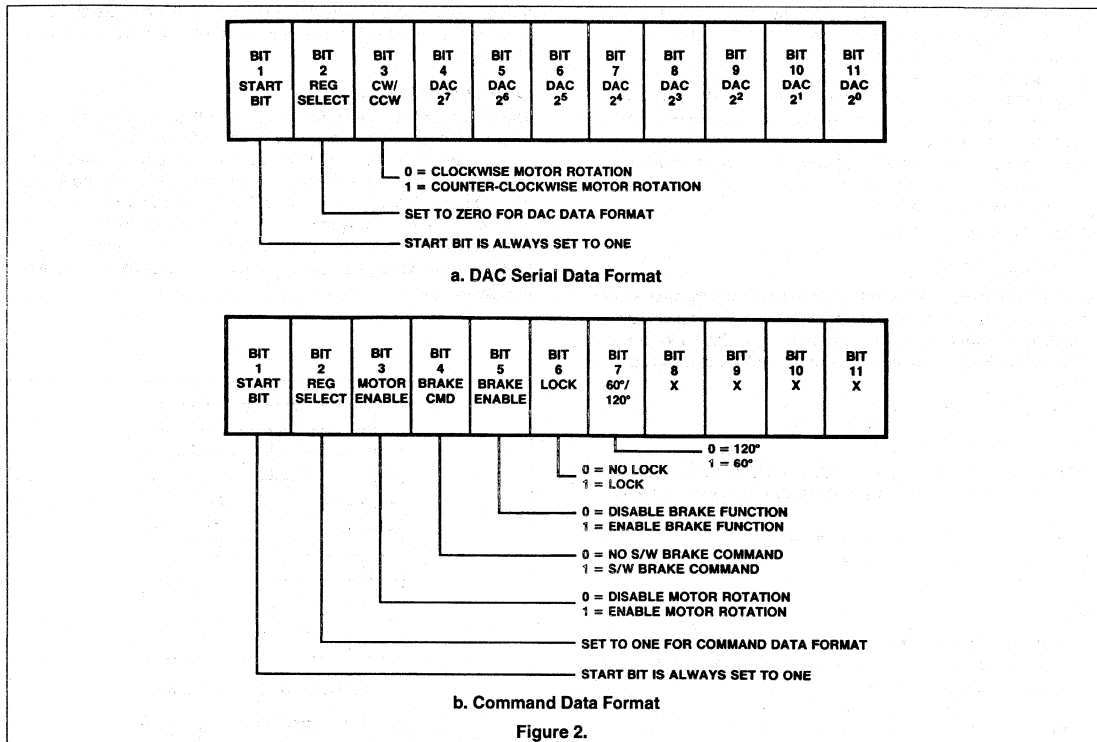 BIT 1 START BIT
BIT 2 REG SELECT
BIT 3 CW/ CCW
BIT 4 DAC 2⁷
BIT 5 DAC 2⁶
BIT 6 DAC 2⁵
BIT 7 DAC 2⁴
BIT 8 DAC 2³
BIT 9 DAC 2²
BIT 10 DAC 2¹
BIT 11 DAC 2⁰
0 = CLOCKWISE MOTOR ROTATION
1 = COUNTER-CLOCKWISE MOTOR ROTATION
SET TO ZERO FOR DAC DATA FORMAT
START BIT IS ALWAYS SET TO ONE
a. DAC Serial Data Format
BIT 1 START BIT
BIT 2 REG SELECT
BIT 3 MOTOR ENABLE
BIT 4 BRAKE CMD
BIT 5 BRAKE ENABLE
BIT 6 LOCK
BIT 7 60°/ 120°
BIT 8 X
BIT 9 X
BIT 10 X
BIT 11 X
0 = 120°
1 = 60°
0 = NO LOCK
1 = LOCK
0 = DISABLE BRAKE FUNCTION
1 = ENABLE BRAKE FUNCTION
0 = NO S/W BRAKE COMMAND
1 = S/W BRAKE COMMAND
0 = DISABLE MOTOR ROTATION
1 = ENABLE MOTOR ROTATION
SET TO ONE FOR COMMAND DATA FORMAT
START BIT IS ALWAYS SET TO ONE
b. Command Data Format
Figure 2.